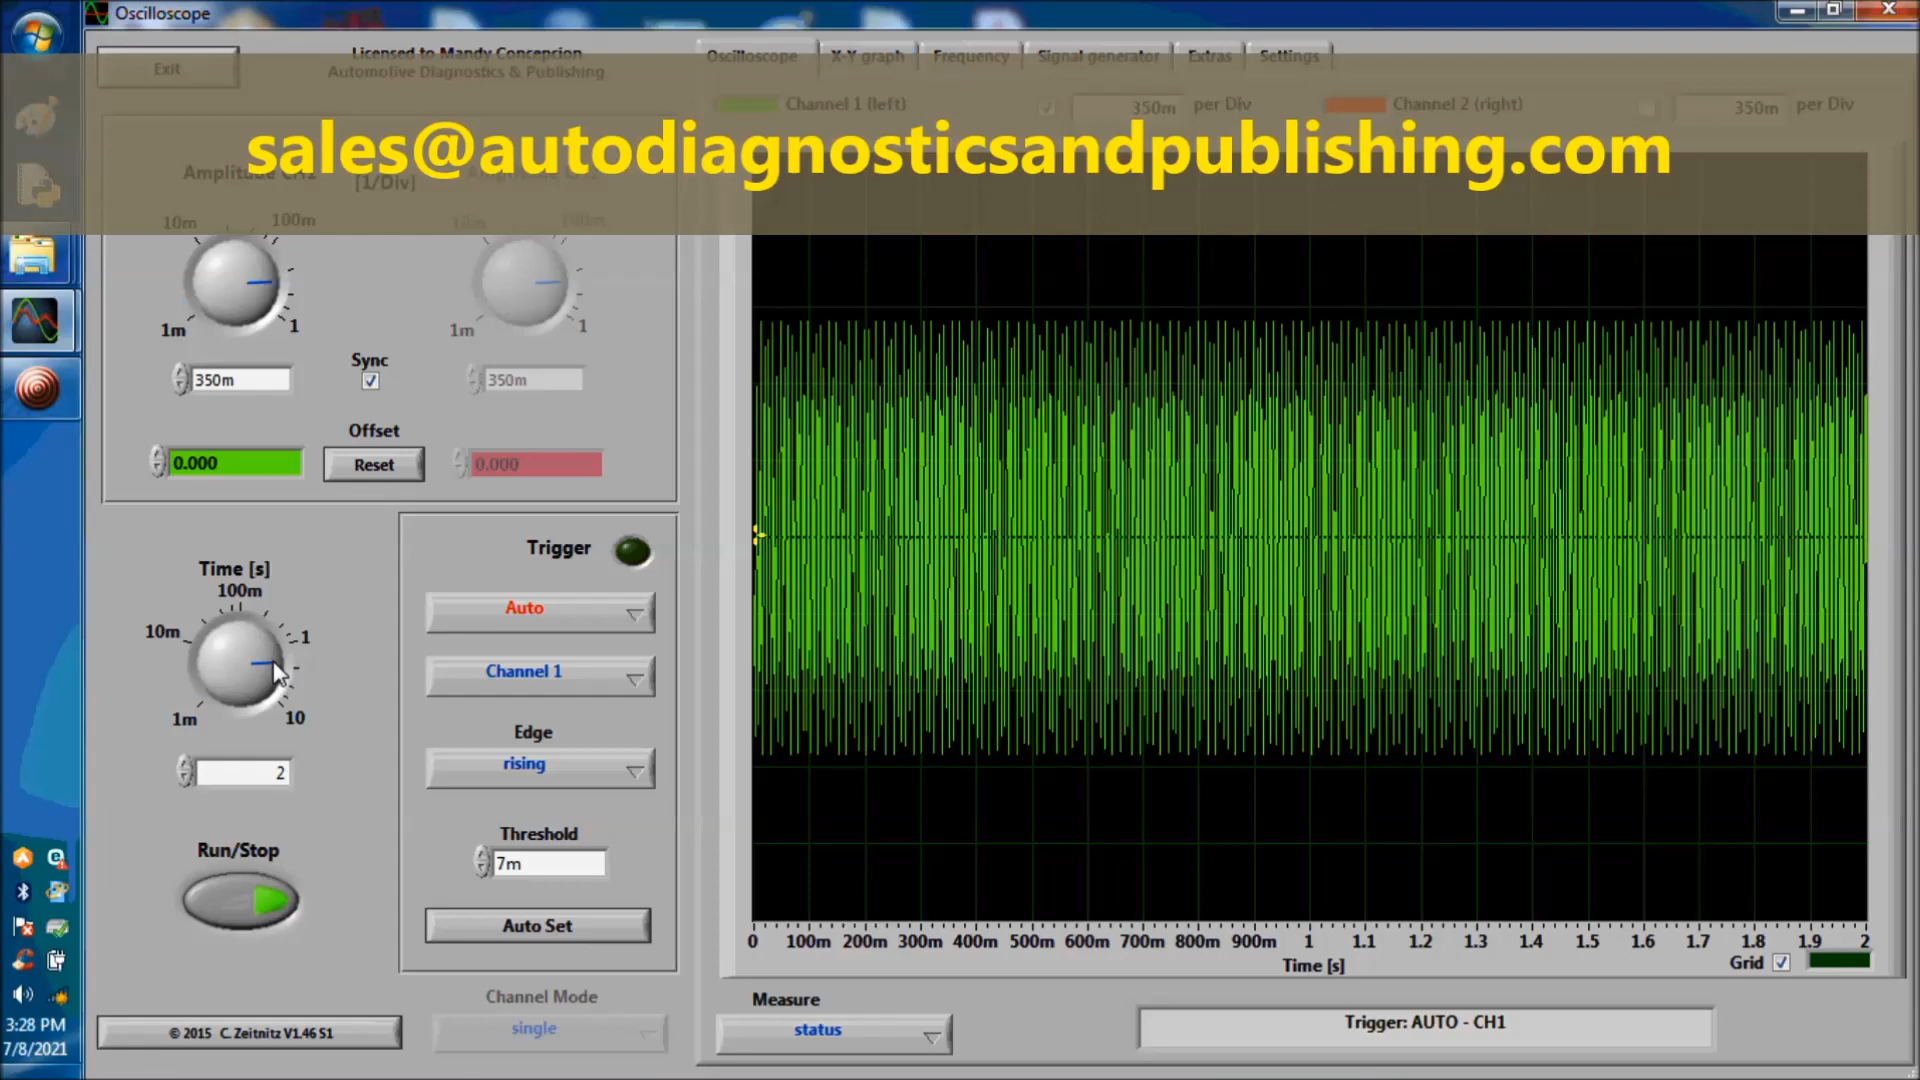 Oscilloscope
Exit
Licensed to Mandy Concepcion
Automotive Diagnostics & Publishing
Oscilloscope X-Y graph Frequency Signal generator Extras Settings
Channel 1 (left) 350m per Div Channel 2 (right) 350m per Div
sales@autodiagnosticsandpublishing.com
Amplitude CH1 [1/Div]
10m 100m 10m 100m
1m 1 1m 1
Sync
350m 350m
Offset
0.000 Reset 0.000
Time [s]
100m
10m 1
1m 10
2
Run/Stop
Trigger
Auto
Channel 1
Edge
rising
Threshold
7m
Auto Set
Channel Mode
single
© 2015 C. Zeitnitz V1.46 S1
0 100m 200m 300m 400m 500m 600m 700m 800m 900m 1 1.1 1.2 1.3 1.4 1.5 1.6 1.7 1.8 1.9 2
Time [s]
Grid
Measure
status
Trigger: AUTO - CH1
3:28 PM
7/8/2021